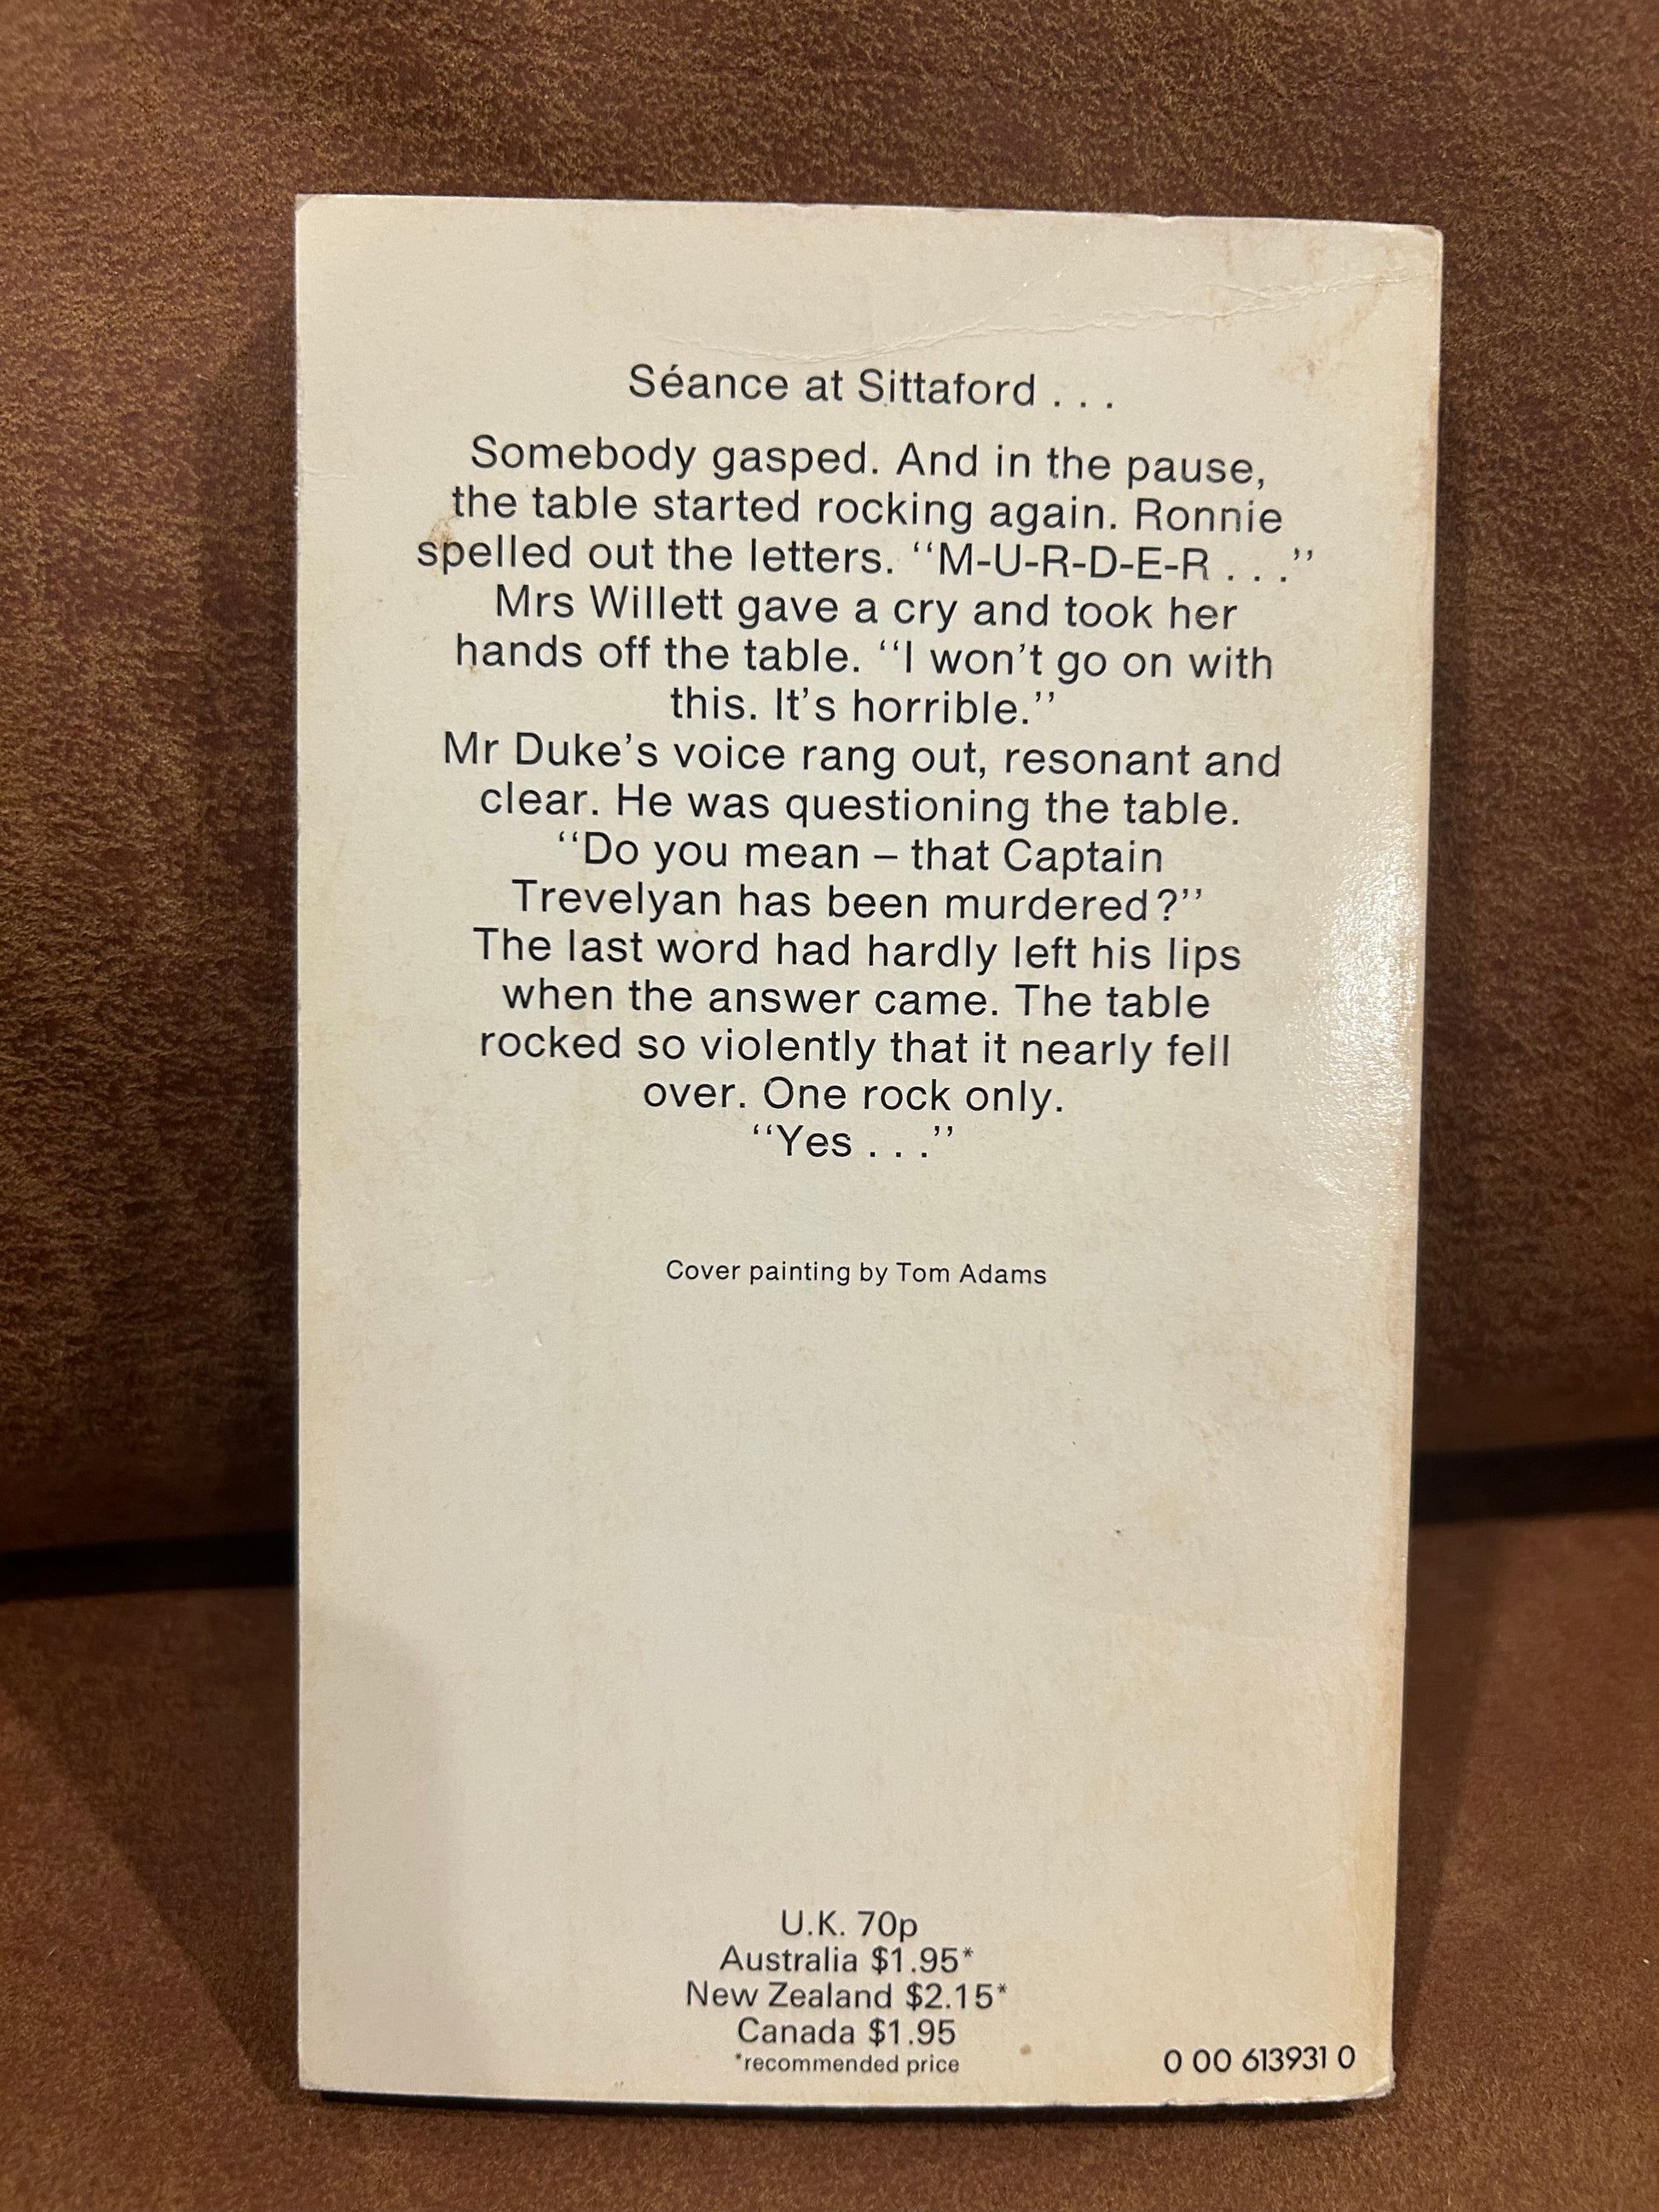 Séance at Sittaford . . .
Somebody gasped. And in the pause,
the table started rocking again. Ronnie
spelled out the letters. ‘‘M-U-R-D-E-R . . .’’
Mrs Willett gave a cry and took her
hands off the table. ‘‘I won’t go on with
this. It’s horrible.’’
Mr Duke’s voice rang out, resonant and
clear. He was questioning the table.
‘‘Do you mean – that Captain
Trevelyan has been murdered?’’
The last word had hardly left his lips
when the answer came. The table
rocked so violently that it nearly fell
over. One rock only.
‘‘Yes . . .’’
Cover painting by Tom Adams
U.K. 70p
Australia $1.95*
New Zealand $2.15*
Canada $1.95
*recommended price
0 00 613931 0